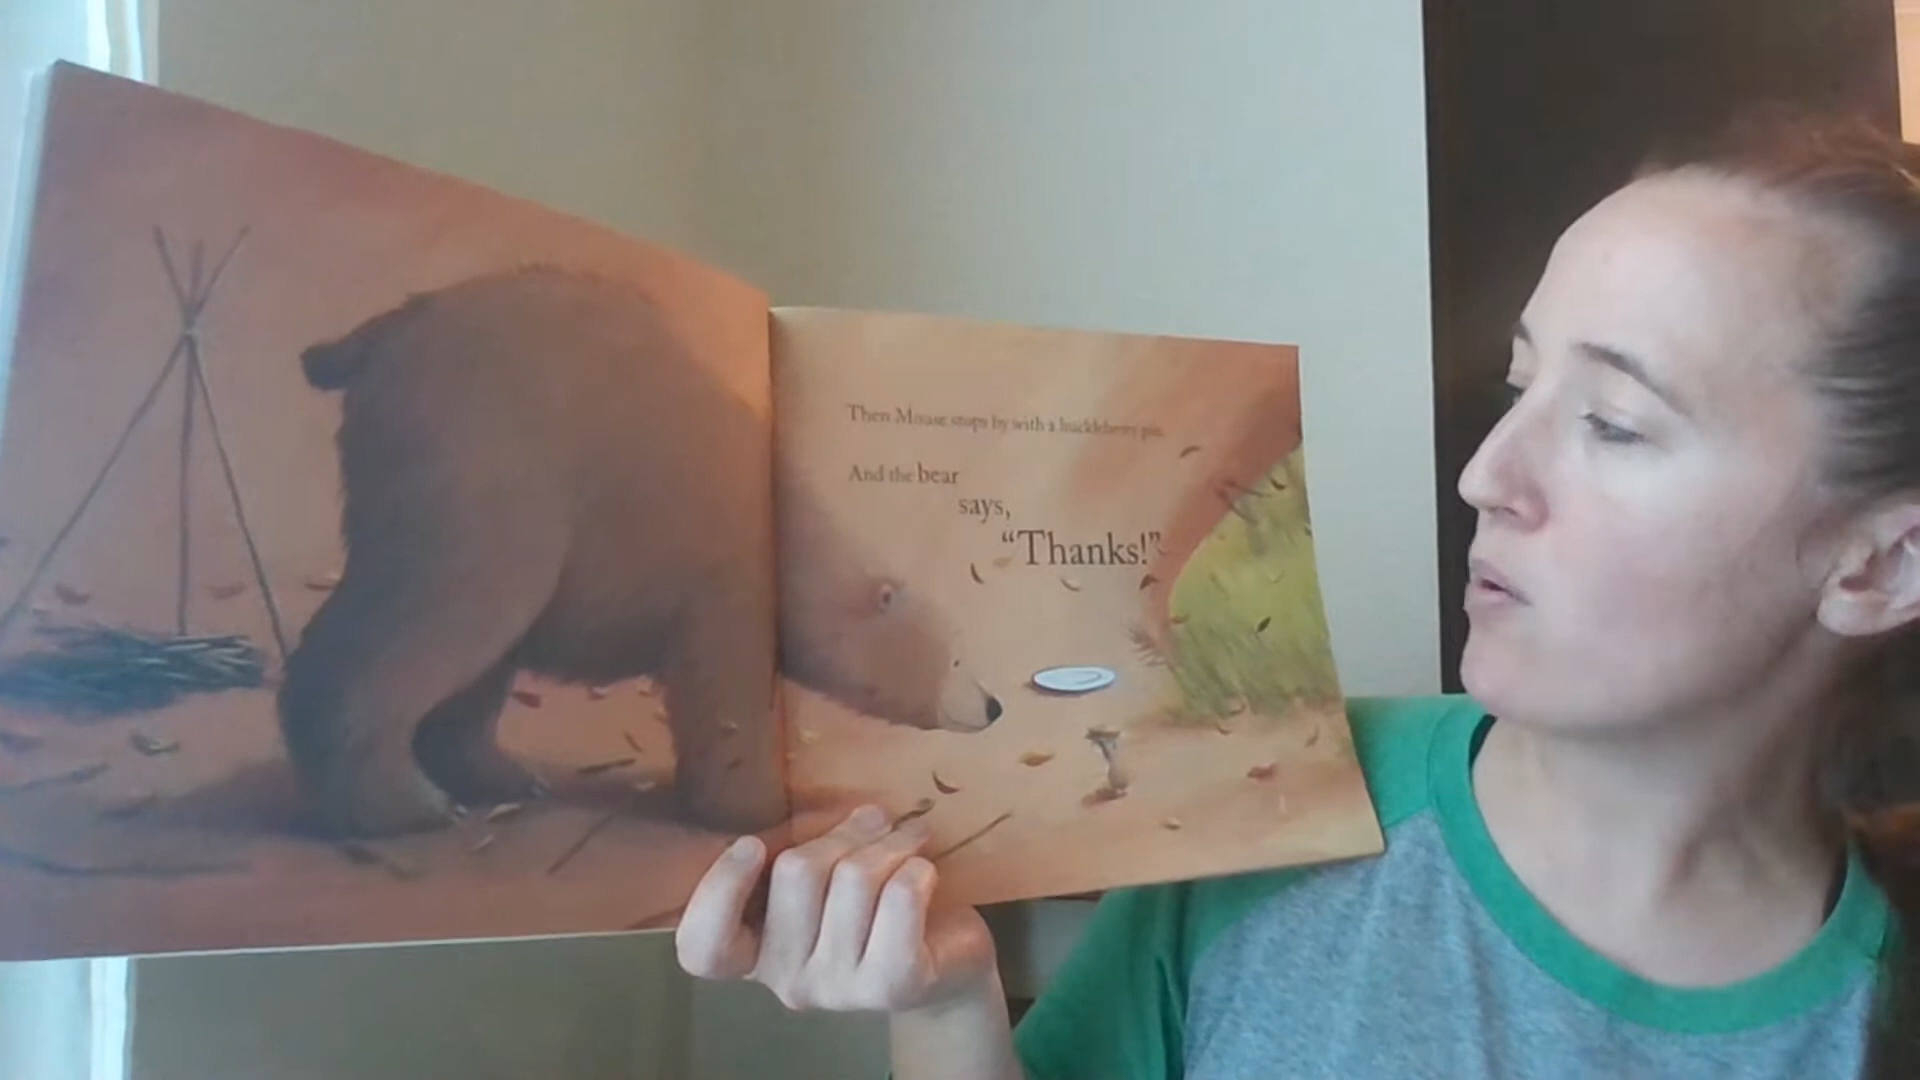 Then Mouse stops by with a huckleberry pie.
And the bear
says,
“Thanks!”